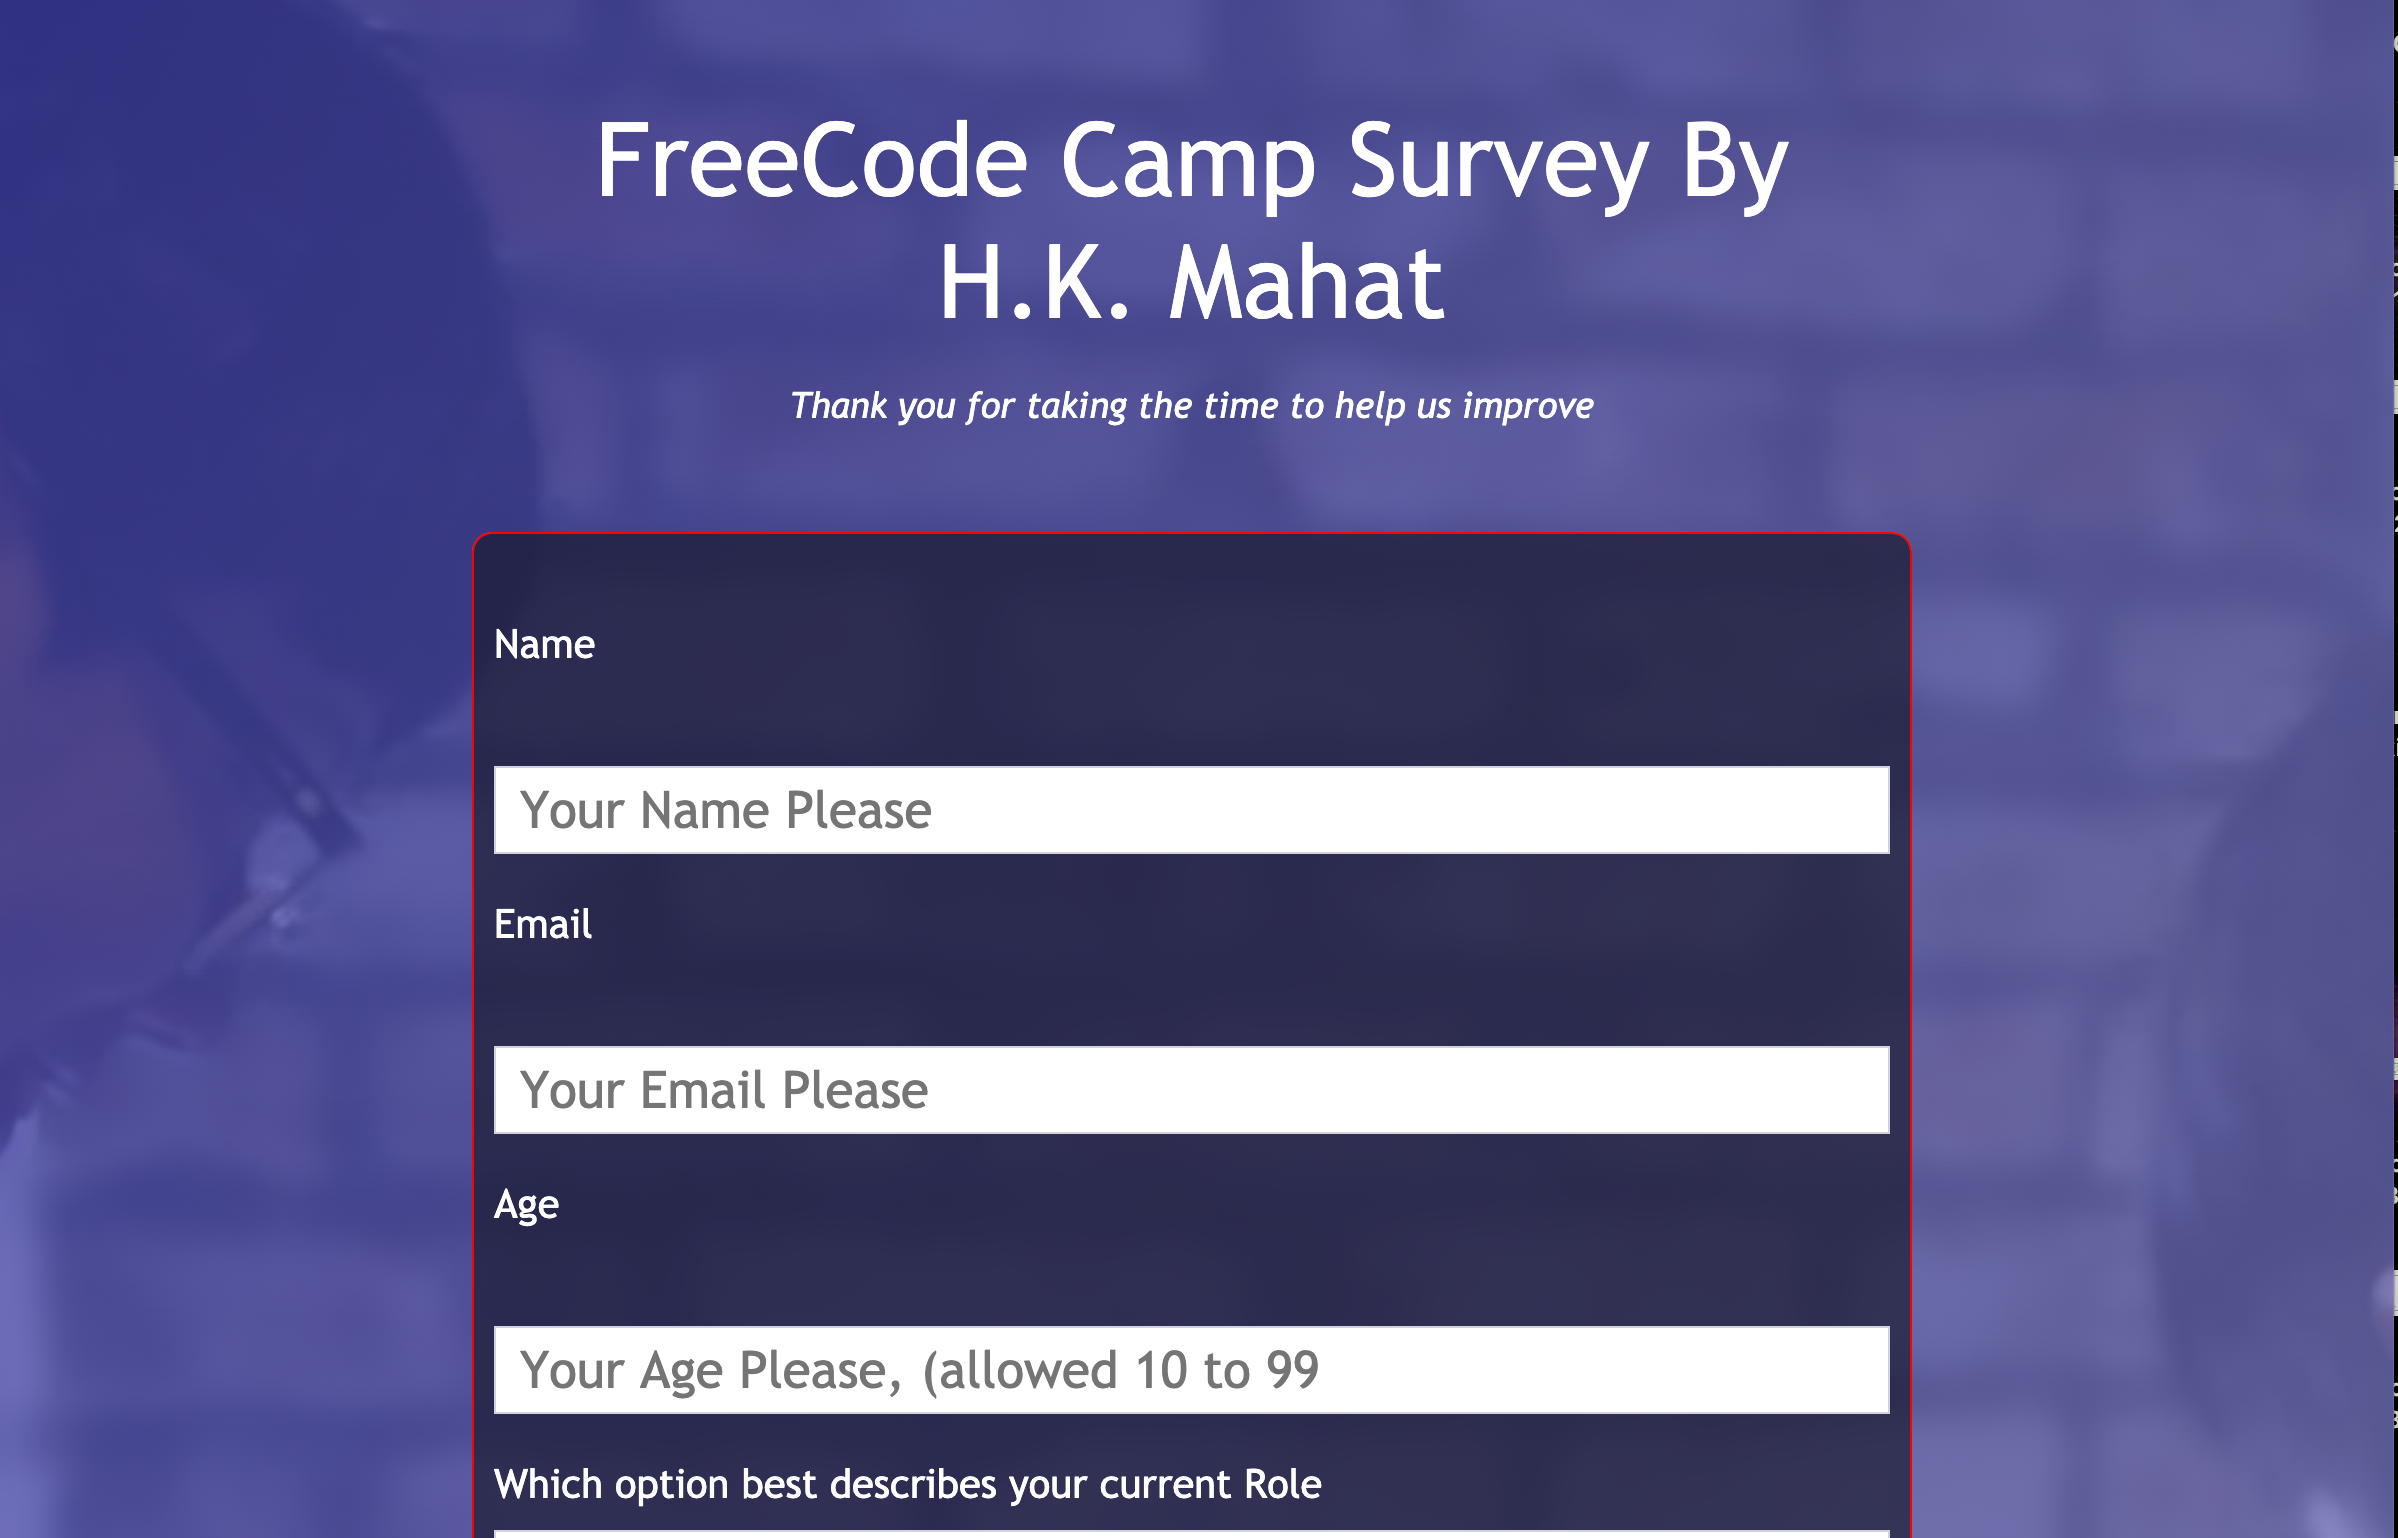 FreeCode Camp Survey By
H.K. Mahat
Thank you for taking the time to help us improve
Name
Your Name Please
Email
Your Email Please
Age
Your Age Please, (allowed 10 to 99
Which option best describes your current Role